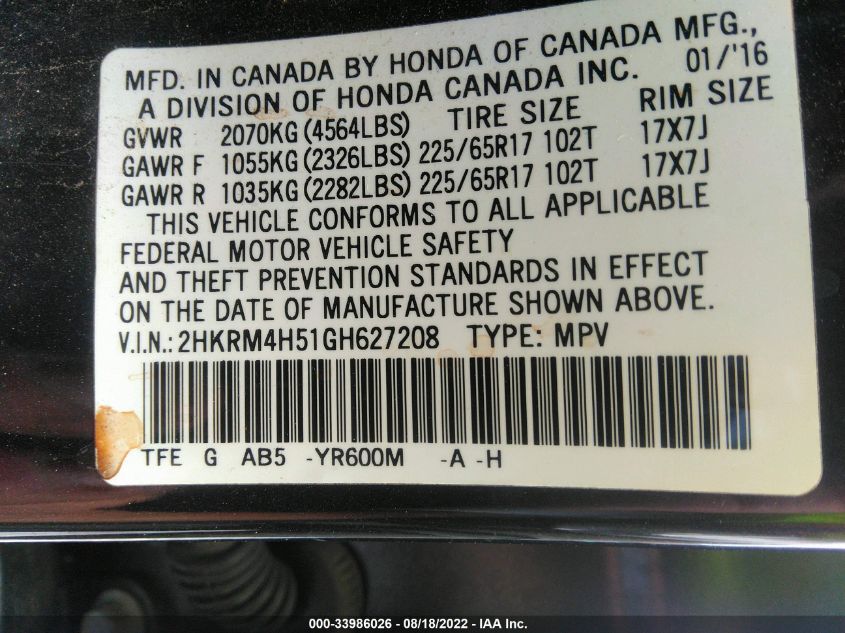 MFD. IN CANADA BY HONDA OF CANADA MFG.,
A DIVISION OF HONDA CANADA INC. 01/'16
GVWR 2070KG(4564LBS) TIRE SIZE RIM SIZE
GAWR F 1055KG(2326LBS) 225/65R17 102T 17X7J
GAWR R 1035KG(2282LBS) 225/65R17 102T 17X7J
THIS VEHICLE CONFORMS TO ALL APPLICABLE
FEDERAL MOTOR VEHICLE SAFETY
AND THEFT PREVENTION STANDARDS IN EFFECT
ON THE DATE OF MANUFACTURE SHOWN ABOVE.
V.I.N.: 2HKRM4H51GH627208 TYPE: MPV
TFE G AB5 -YR600M -A -H
000-33986026 - 08/18/2022 - IAA Inc.